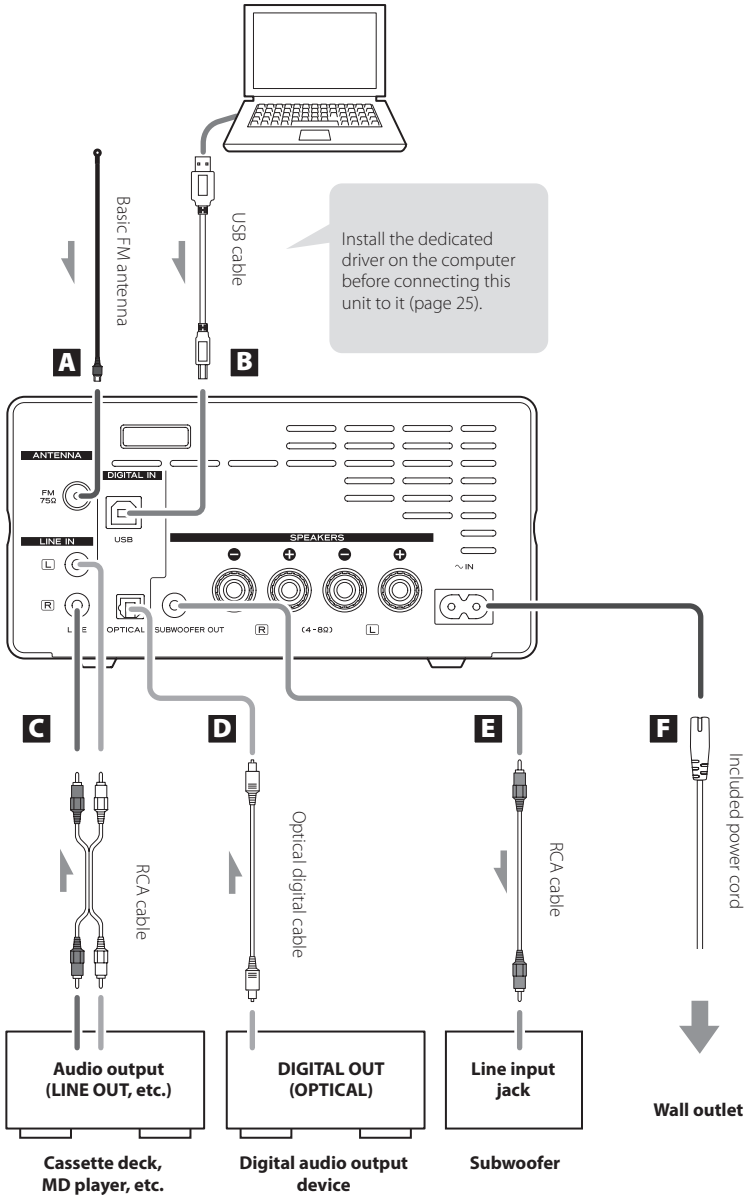 Basic FM antenna
USB cable
Install the dedicated
driver on the computer
before connecting this
unit to it (page 25).
A
B
ANTENNA
DIGITAL IN
FM
75Ω
USB
LINE IN
SPEAKERS
L
− + − +
∼ IN
R
LINE
OPTICAL
SUBWOOFER OUT
R
(4-8Ω)
L
C
D
E
F
RCA cable
Optical digital cable
RCA cable
Included power cord
Audio output
(LINE OUT, etc.)
DIGITAL OUT
(OPTICAL)
Line input
jack
Wall outlet
Cassette deck,
MD player, etc.
Digital audio output
device
Subwoofer